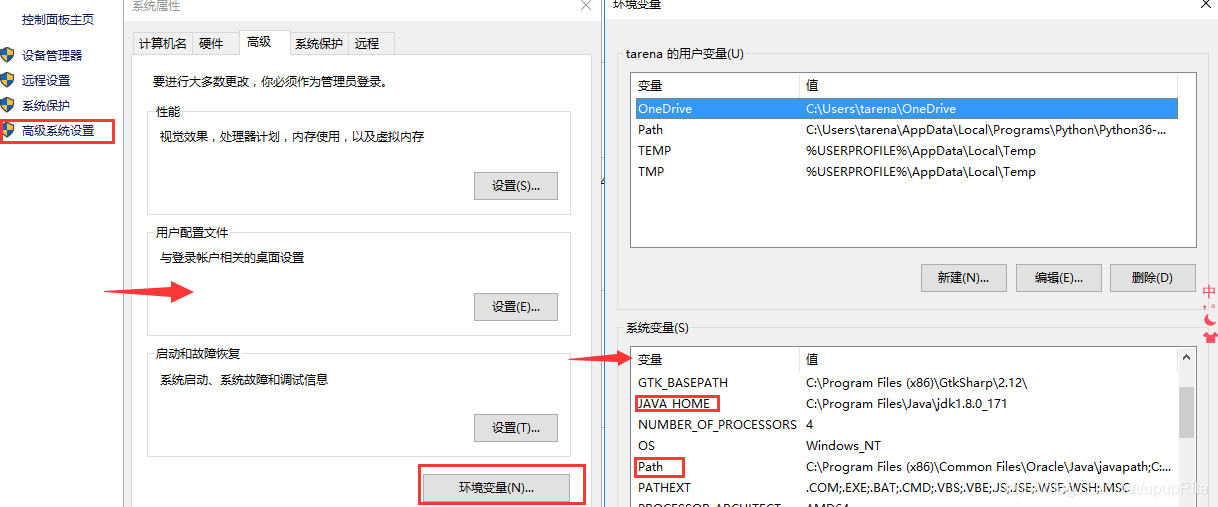 控制面板主页
设备管理器
远程设置
系统保护
高级系统设置
系统属性
计算机名 硬件 高级 系统保护 远程
要进行大多数更改，你必须作为管理员登录。
性能
视觉效果，处理器计划，内存使用，以及虚拟内存
设置(S)...
用户配置文件
与登录帐户相关的桌面设置
设置(E)...
启动和故障恢复
系统启动、系统故障和调试信息
设置(T)...
环境变量(N)...
环境变量
tarena 的用户变量(U)
变量 值
OneDrive C:\Users\tarena\OneDrive
Path C:\Users\tarena\AppData\Local\Programs\Python\Python36-...
TEMP %USERPROFILE%\AppData\Local\Temp
TMP %USERPROFILE%\AppData\Local\Temp
新建(N)... 编辑(E)... 删除(D)
中
系统变量(S)
变量 值
GTK_BASEPATH C:\Program Files (x86)\GtkSharp\2.12\
JAVA_HOME C:\Program Files\Java\jdk1.8.0_171
NUMBER_OF_PROCESSORS 4
OS Windows_NT
Path C:\Program Files (x86)\Common Files\Oracle\Java\javapath;C:...
PATHEXT .COM;.EXE;.BAT;.CMD;.VBS;.VBE;.JS;.JSE;.WSF;.WSH;.MSC
PROCESSOR_ARCHITECT AMD64